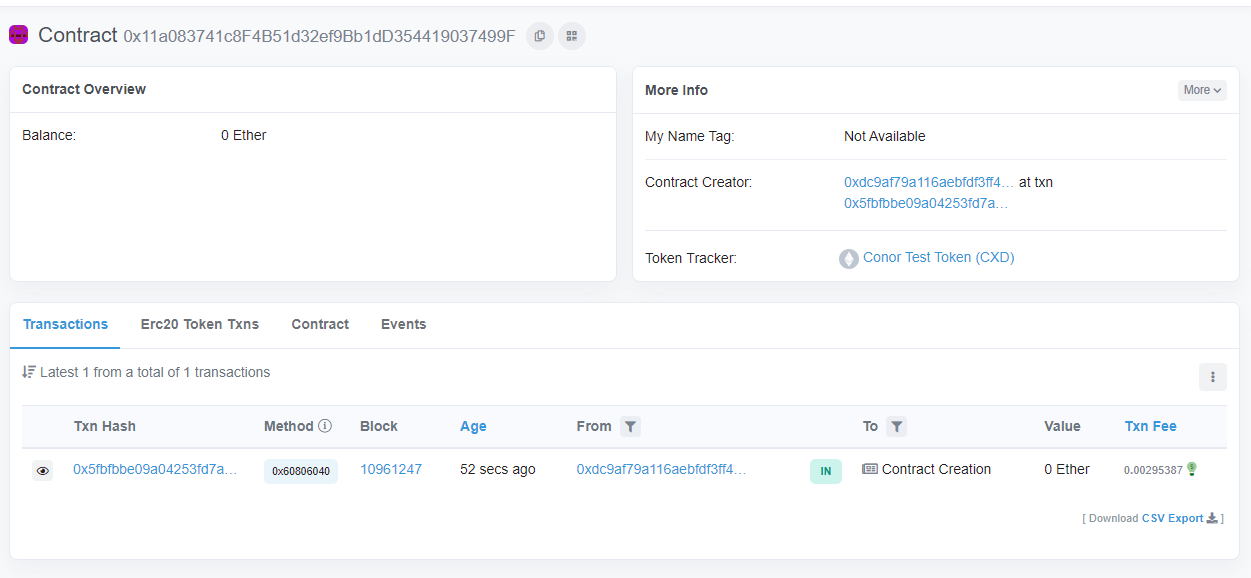 Contract 0x11a083741c8F4B51d32ef9Bb1dD354419037499F
Contract Overview
Balance: 0 Ether
More Info
More
My Name Tag: Not Available
Contract Creator: 0xdc9af79a116aebfdf3ff4... at txn
0x5fbfbbe09a04253fd7a...
Token Tracker: Conor Test Token (CXD)
Transactions Erc20 Token Txns Contract Events
Latest 1 from a total of 1 transactions
Txn Hash Method Block Age From To Value Txn Fee
0x5fbfbbe09a04253fd7a... 0x60806040 10961247 52 secs ago 0xdc9af79a116aebfdf3ff4... IN Contract Creation 0 Ether 0.00295387
[ Download CSV Export ]